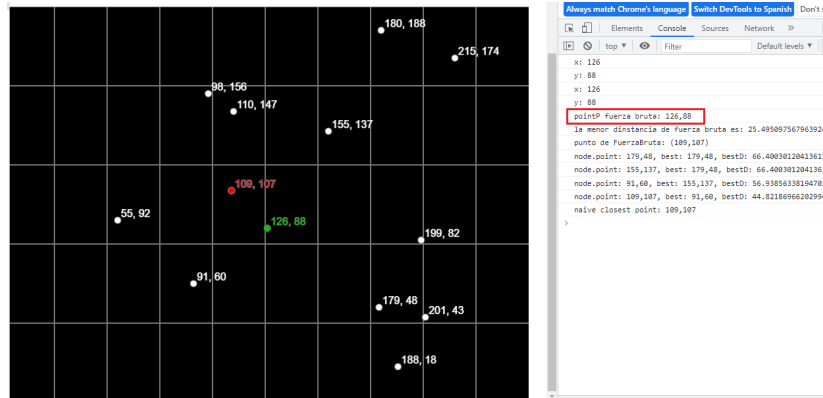 180, 188
215, 174
98, 156
110, 147
155, 137
109, 107
55, 92
126, 88
199, 82
91, 60
179, 48
201, 43
188, 18
Always match Chrome's language Switch DevTools to Spanish Don't s
Elements Console Sources Network »
top ▼ Filter Default levels ▼
x: 126
y: 88
x: 126
y: 88
pointP fuerza bruta: 126,88
la menor dinstancia de fuerza bruta es: 25.49509756796392
punto de FuerzaBruta: (109,107)
node.point: 179,48, best: 179,48, bestD: 66.4003012041361
node.point: 155,137, best: 179,48, bestD: 66.400301204136
node.point: 91,60, best: 155,137, bestD: 56.9385633819470
node.point: 109,107, best: 91,60, bestD: 44.8218696620299
naive closest point: 109,107